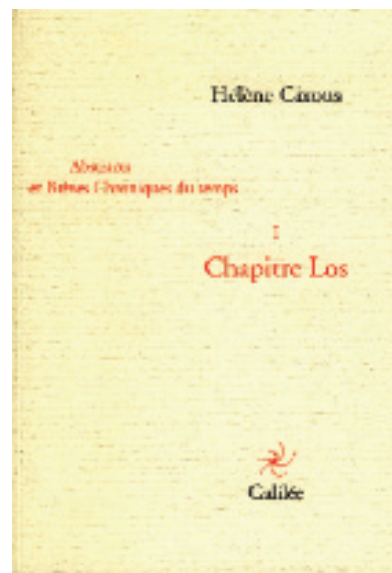 Hélène Cixous
Abstracts
et Brèves Chroniques du temps
I
Chapitre Los
Galilée